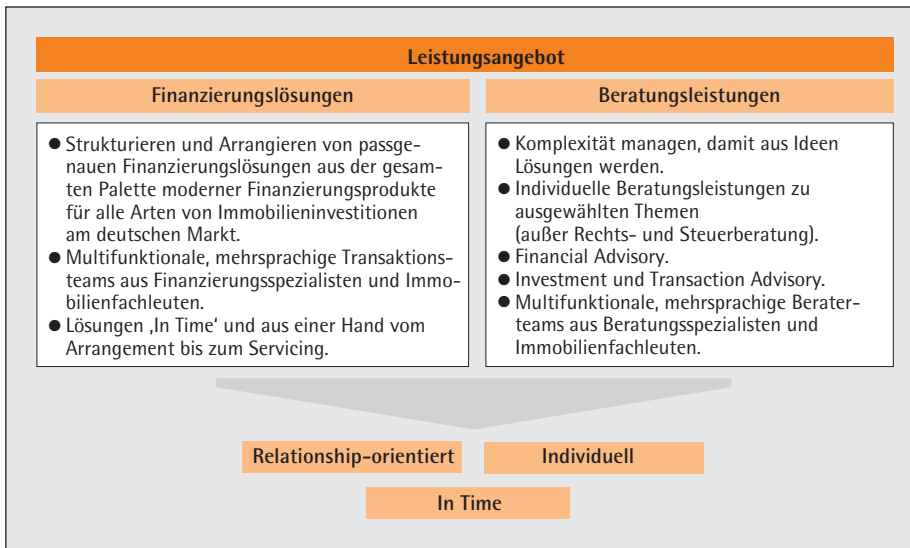 Leistungsangebot
Finanzierungslösungen
● Strukturieren und Arrangieren von passge-
nauen Finanzierungslösungen aus der gesam-
ten Palette moderner Finanzierungsprodukte
für alle Arten von Immobilieninvestitionen
am deutschen Markt.
● Multifunktionale, mehrsprachige Transaktions-
teams aus Finanzierungsspezialisten und Immo-
bilienfachleuten.
● Lösungen ‚In Time‘ und aus einer Hand vom
Arrangement bis zum Servicing.
Beratungsleistungen
● Komplexität managen, damit aus Ideen
Lösungen werden.
● Individuelle Beratungsleistungen zu
ausgewählten Themen
(außer Rechts- und Steuerberatung).
● Financial Advisory.
● Investment und Transaction Advisory.
● Multifunktionale, mehrsprachige Berater-
teams aus Beratungsspezialisten und
Immobilienfachleuten.
Relationship-orientiert
Individuell
In Time